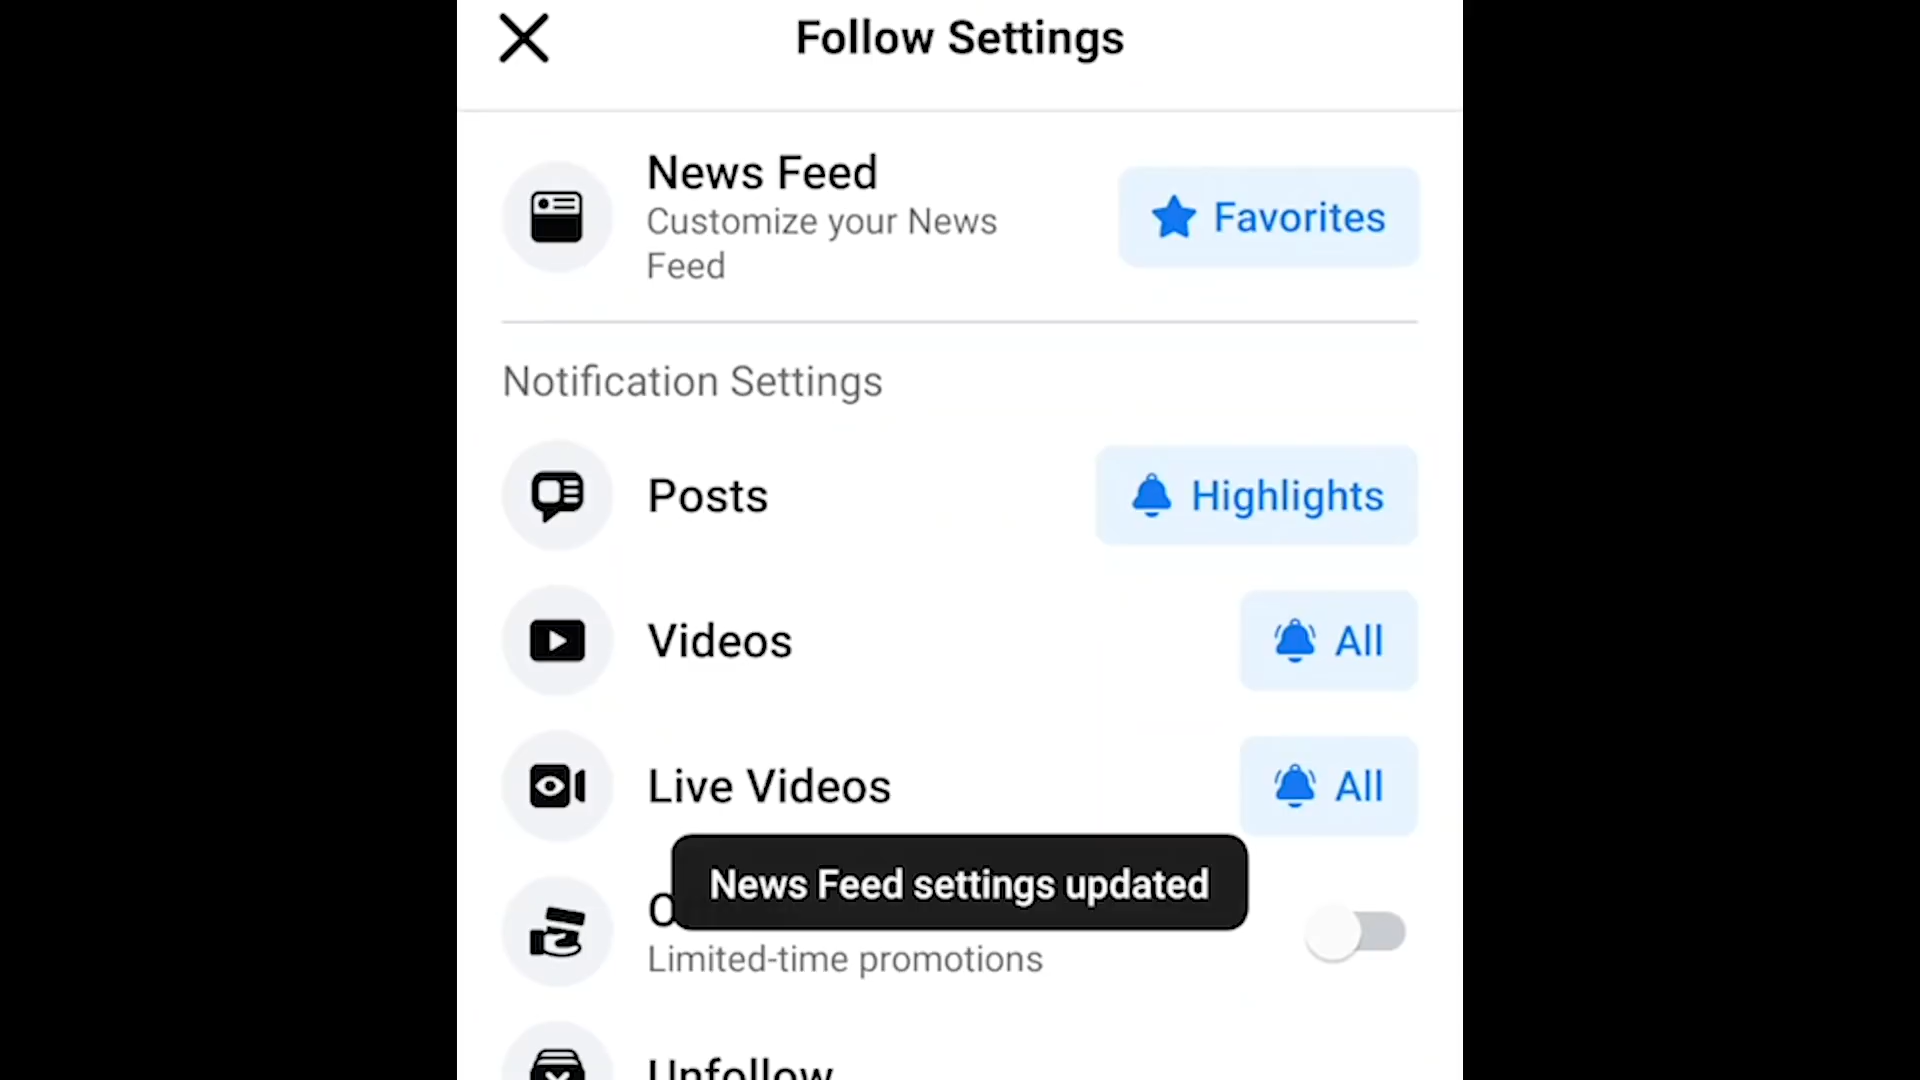 Follow Settings
News Feed
Customize your News
Feed
Favorites
Notification Settings
Posts
Highlights
Videos
All
Live Videos
All
News Feed settings updated
Limited-time promotions
Unfollow